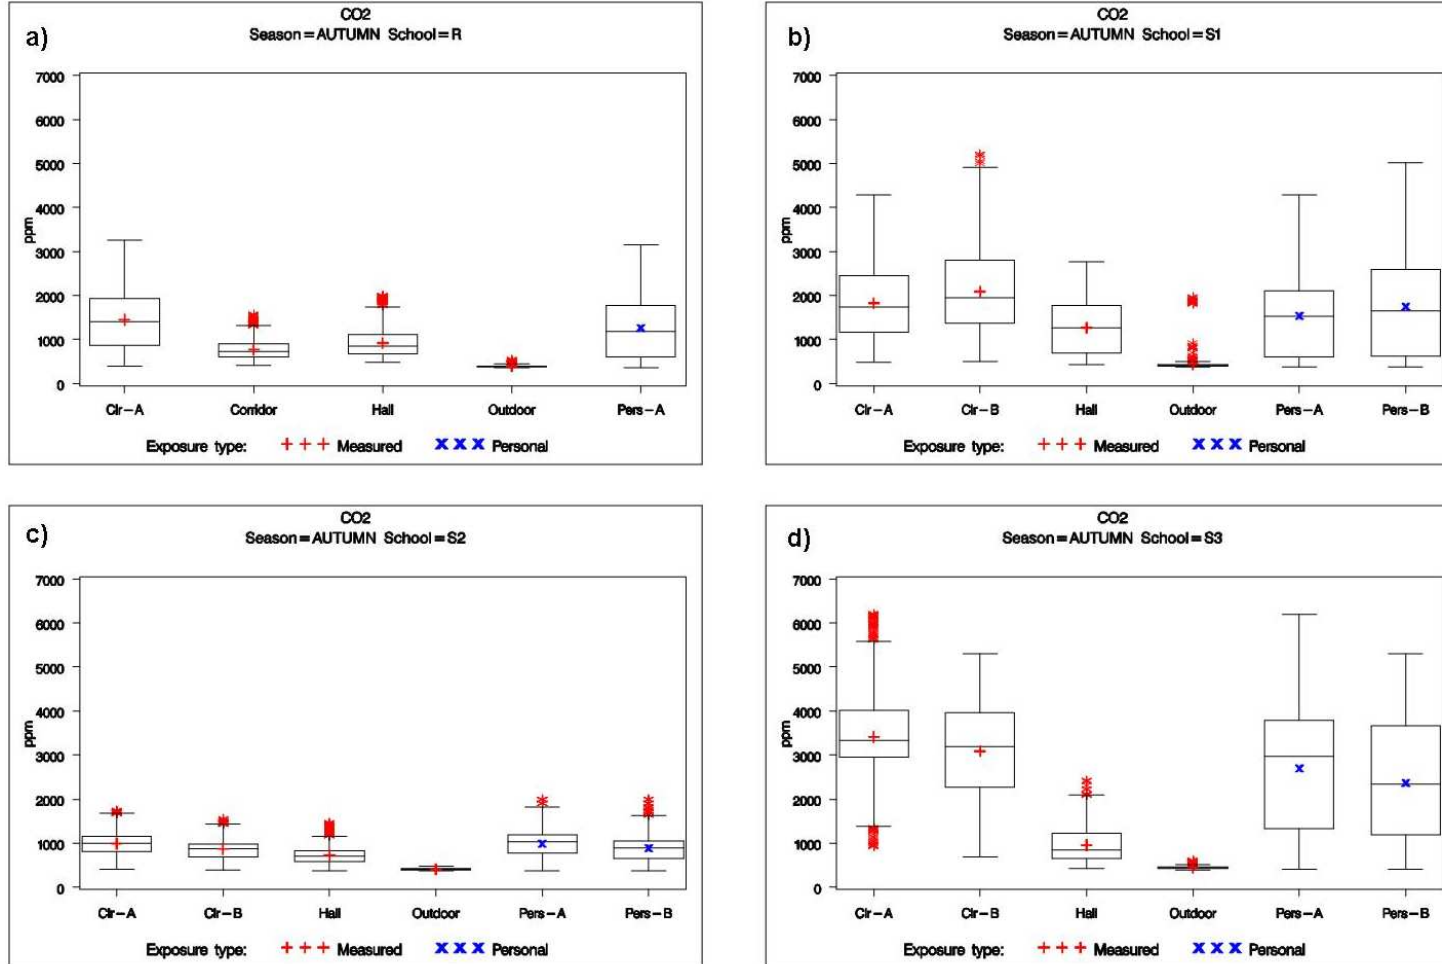 a)
CO2
Season=AUTUMN School=R
7000
6000
5000
4000
3000
2000
1000
0
ppm
Clr-A Corridor Hall Outdoor Pers-A
Exposure type: +++ Measured ××× Personal
b)
CO2
Season=AUTUMN School=S1
7000
6000
5000
4000
3000
2000
1000
0
ppm
Clr-A Clr-B Hall Outdoor Pers-A Pers-B
Exposure type: +++ Measured ××× Personal
c)
CO2
Season=AUTUMN School=S2
7000
6000
5000
4000
3000
2000
1000
0
ppm
Clr-A Clr-B Hall Outdoor Pers-A Pers-B
Exposure type: +++ Measured ××× Personal
d)
CO2
Season=AUTUMN School=S3
7000
6000
5000
4000
3000
2000
1000
0
ppm
Clr-A Clr-B Hall Outdoor Pers-A Pers-B
Exposure type: +++ Measured ××× Personal